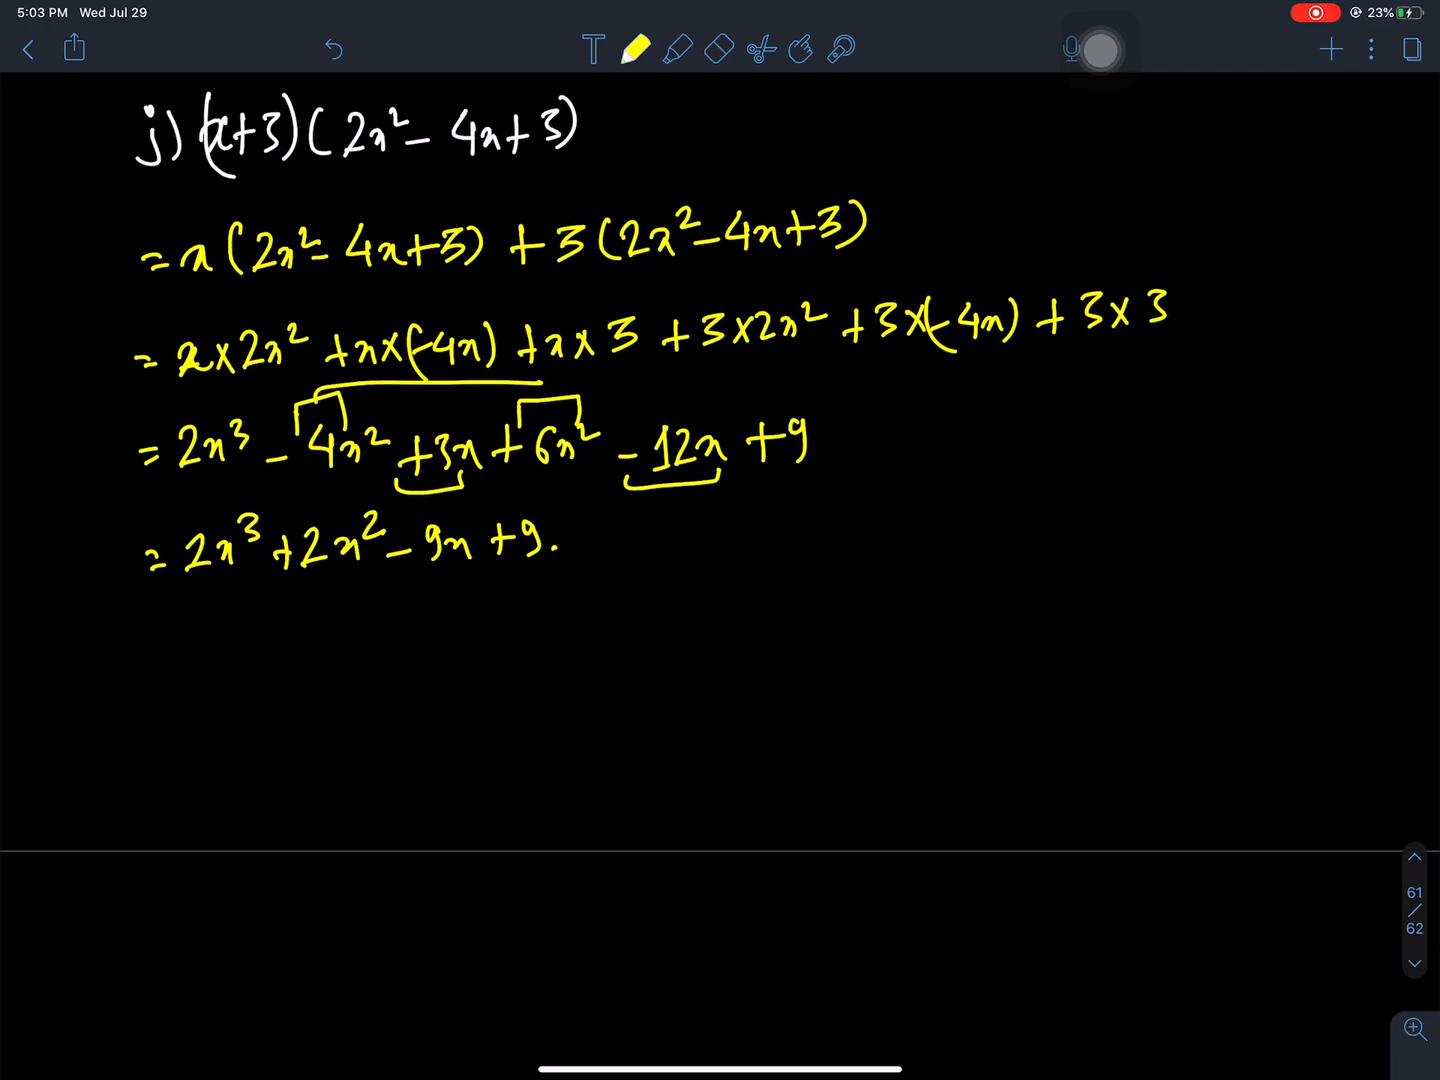 5:03 PM Wed Jul 29 23%
j) (x+3)(2x² - 4x + 3)
= x(2x² - 4x+3) + 3(2x² - 4x+3)
= x × 2x² + x×(-4x) + x × 3 + 3×2x² + 3×(-4x) + 3 × 3
= 2x³ - 4x² + 3x + 6x² - 12x + 9
= 2x³ + 2x² - 9x + 9.
61
/
62